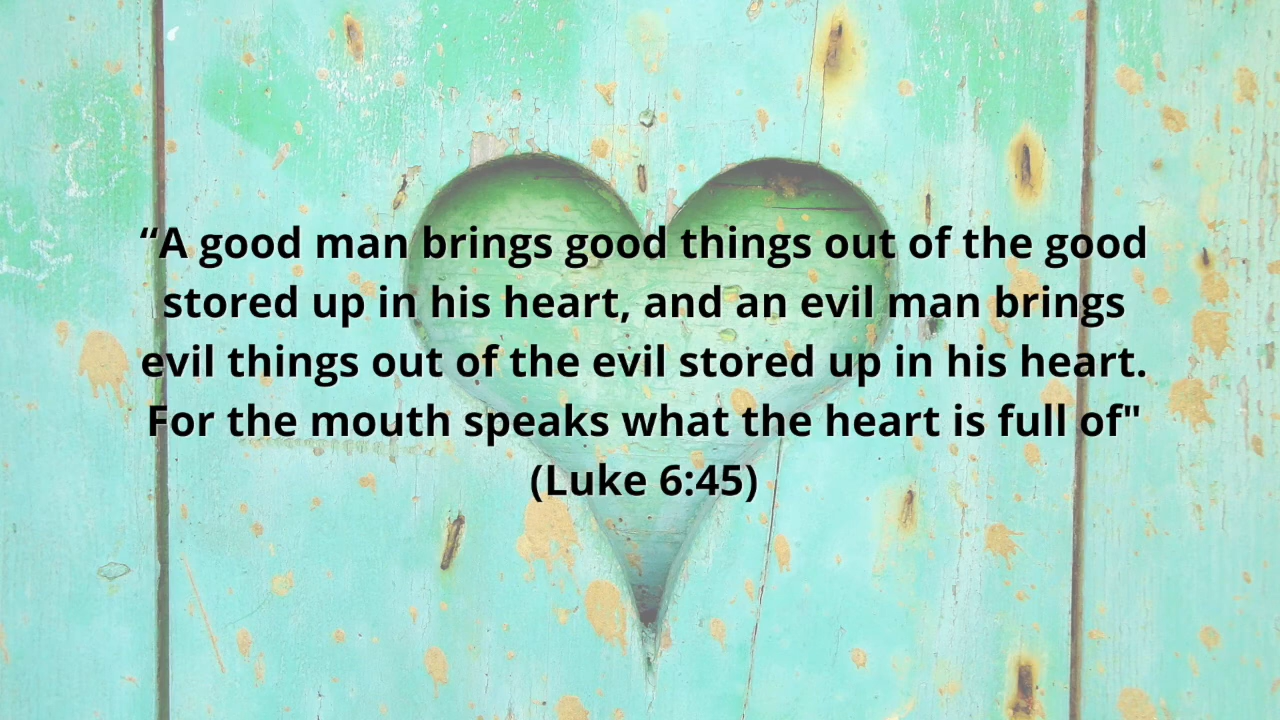 “A good man brings good things out of the good
stored up in his heart, and an evil man brings
evil things out of the evil stored up in his heart.
For the mouth speaks what the heart is full of"
(Luke 6:45)